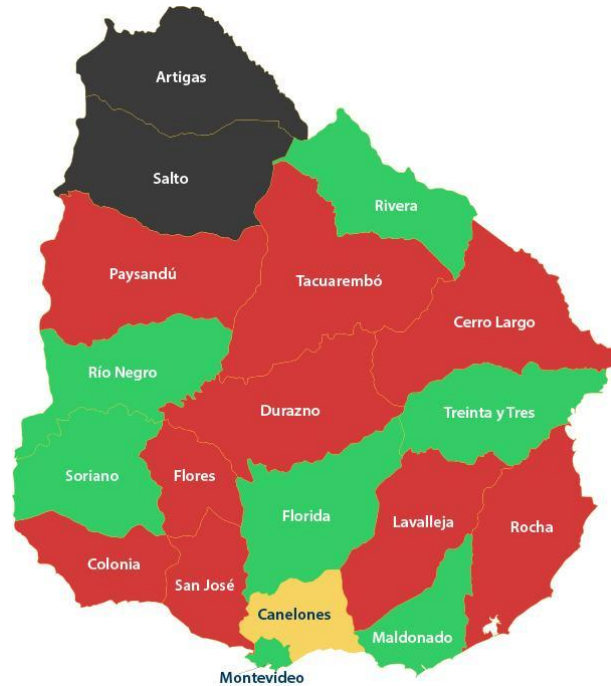 Artigas
Salto
Rivera
Paysandú
Tacuarembó
Cerro Largo
Río Negro
Durazno
Treinta y Tres
Soriano
Flores
Florida
Lavalleja
Rocha
Colonia
San José
Canelones
Maldonado
Montevideo